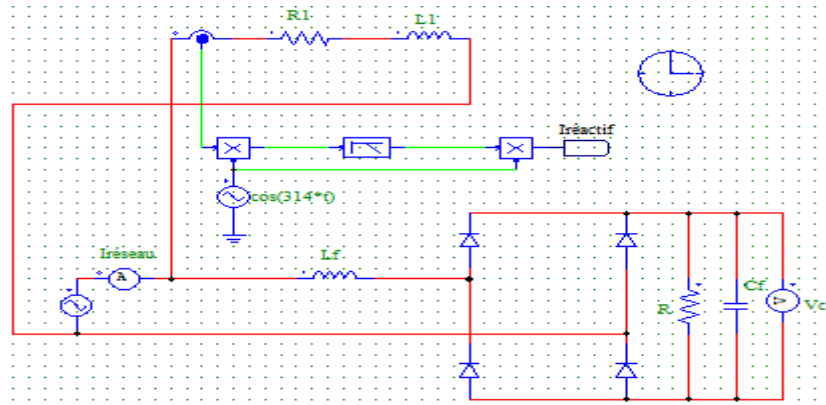 R1
L1
Iréactif
cos(314*t)
Iréseau
Lf
A
R
Cf
V
Vc